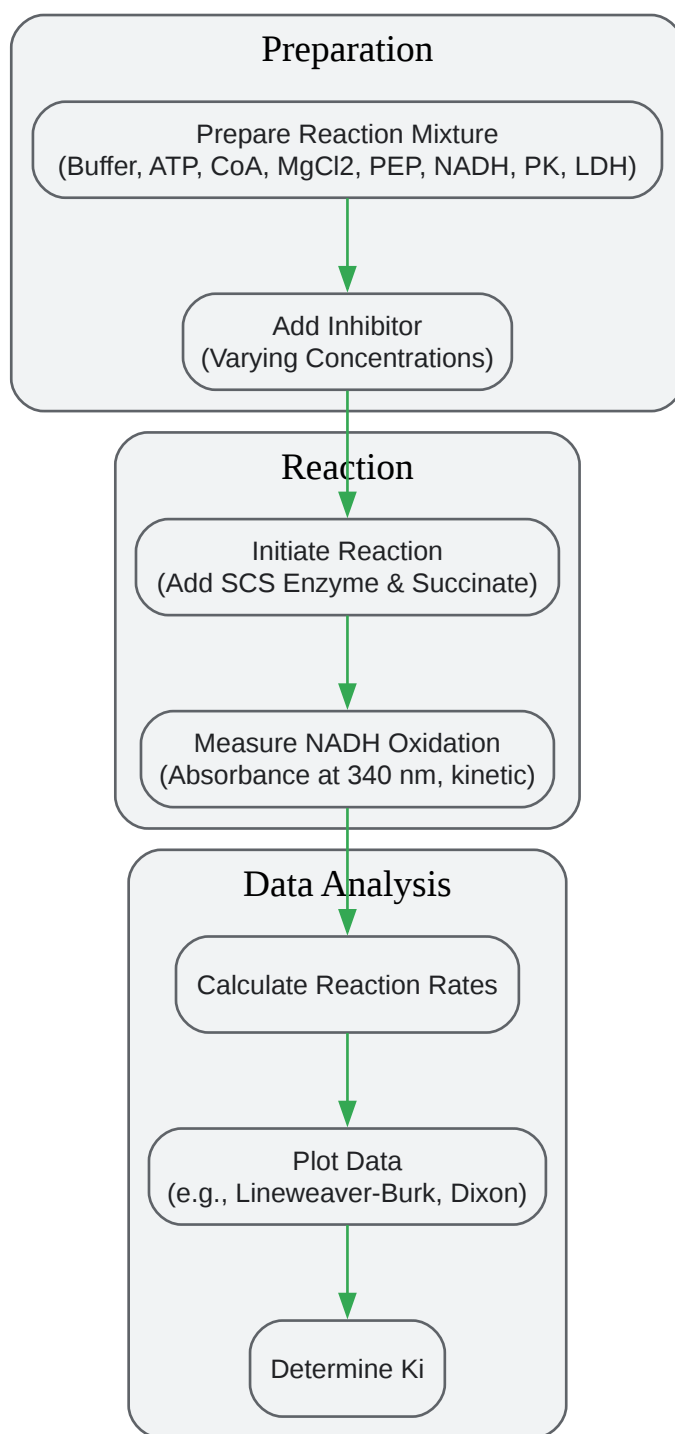 Preparation
Prepare Reaction Mixture
(Buffer, ATP, CoA, MgCl2, PEP, NADH, PK, LDH)
Add Inhibitor
(Varying Concentrations)
Reaction
Initiate Reaction
(Add SCS Enzyme & Succinate)
Measure NADH Oxidation
(Absorbance at 340 nm, kinetic)
Data Analysis
Calculate Reaction Rates
Plot Data
(e.g., Lineweaver-Burk, Dixon)
Determine Ki